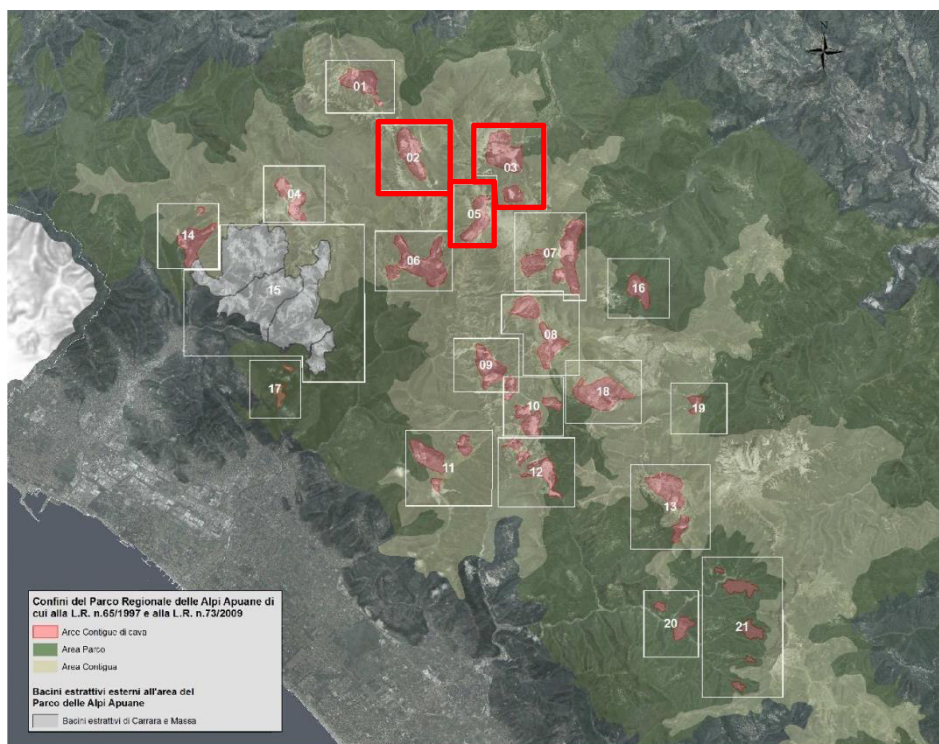 N
01
02
03
04
05
14
06
07
15
16
08
09
17
18
10
19
11
12
13
20
21
Confini del Parco Regionale delle Alpi Apuane di
cui alla L.R. n.65/1997 e alla L.R. n.73/2009
Aree Contigue di cava
Area Parco
Area Contigua
Bacini estrattivi esterni all'area del
Parco delle Alpi Apuane
Bacini estrattivi di Carrara e Massa